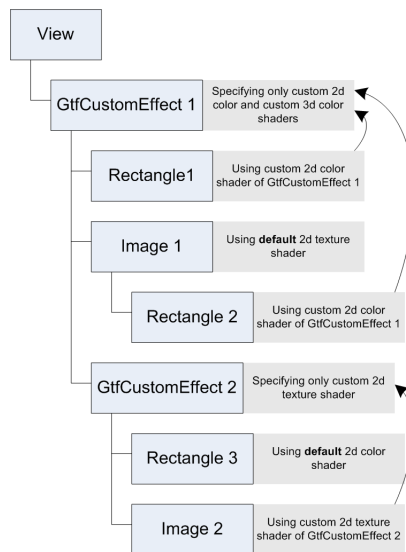 View
GtfCustomEffect 1
Specifying only custom 2d
color and custom 3d color
shaders
Rectangle1
Using custom 2d color
shader of GtfCustomEffect 1
Image 1
Using default 2d texture
shader
Rectangle 2
Using custom 2d color
shader of GtfCustomEffect 1
GtfCustomEffect 2
Specifying only custom 2d
texture shader
Rectangle 3
Using default 2d color
shader
Image 2
Using custom 2d texture
shader of GtfCustomEffect 2